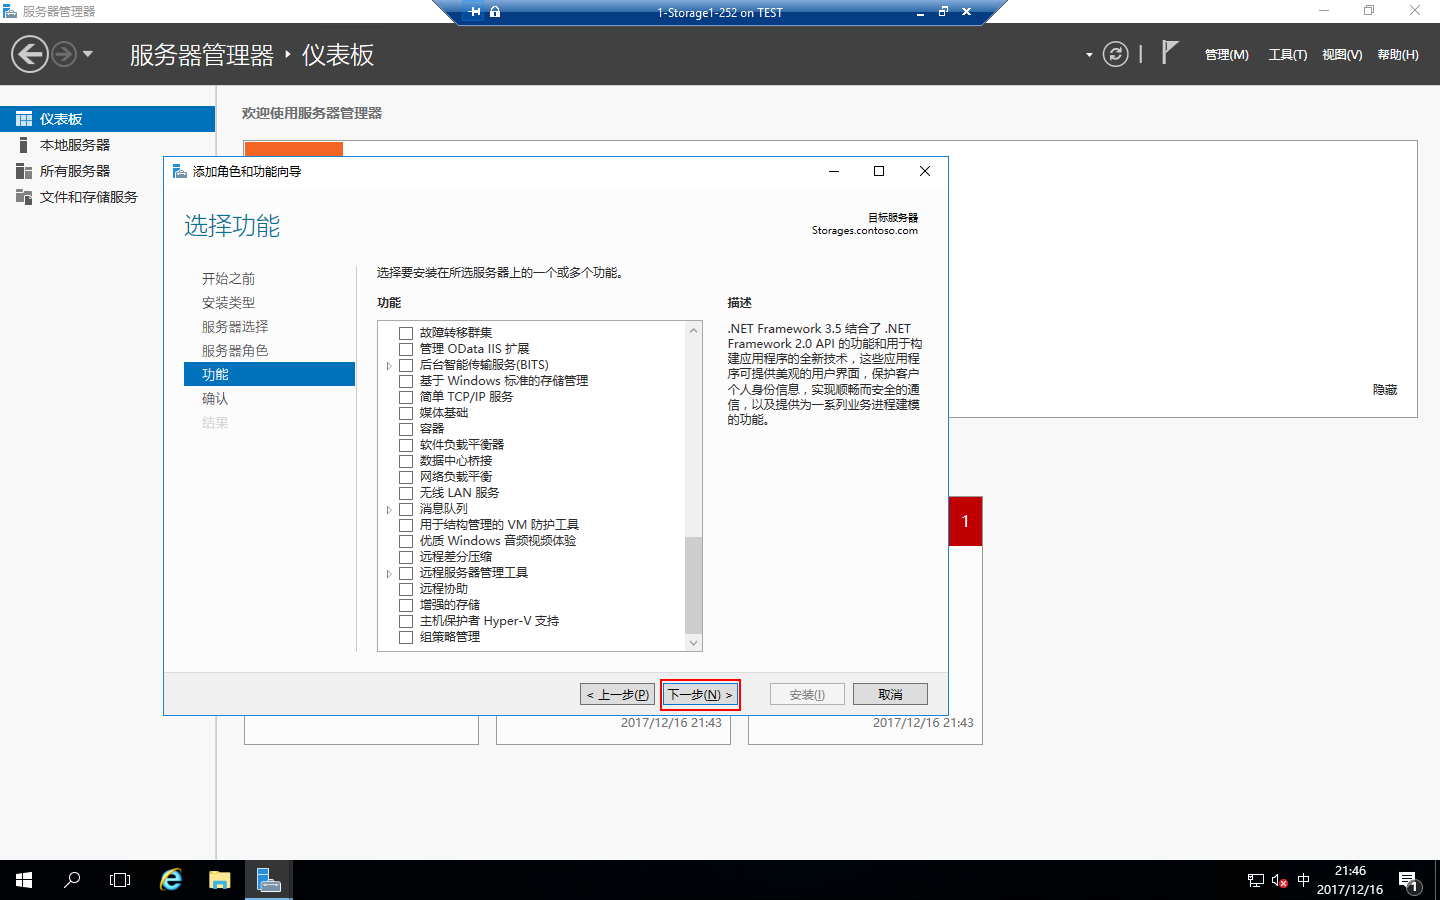 服务器管理器
1-Storage1-252 on TEST
服务器管理器 · 仪表板
管理(M) 工具(T) 视图(V) 帮助(H)
仪表板
本地服务器
所有服务器
文件和存储服务
欢迎使用服务器管理器
隐藏
添加角色和功能向导
选择功能
目标服务器
Storages.contoso.com
开始之前
安装类型
服务器选择
服务器角色
功能
确认
结果
选择要安装在所选服务器上的一个或多个功能。
功能
故障转移群集
管理 OData IIS 扩展
后台智能传输服务(BITS)
基于 Windows 标准的存储管理
简单 TCP/IP 服务
媒体基础
容器
软件负载平衡器
数据中心桥接
网络负载平衡
无线 LAN 服务
消息队列
用于结构管理的 VM 防护工具
优质 Windows 音频视频体验
远程差分压缩
远程服务器管理工具
远程协助
增强的存储
主机保护者 Hyper-V 支持
组策略管理
描述
.NET Framework 3.5 结合了 .NET
Framework 2.0 API 的功能和用于构
建应用程序的全新技术，这些应用程
序可提供美观的用户界面，保护客户
个人身份信息，实现顺畅而安全的通
信，以及提供为一系列业务进程建模
的功能。
< 上一步(P) 下一步(N) > 安装(I) 取消
1
2017/12/16 21:43
2017/12/16 21:43
中
21:46
2017/12/16
1